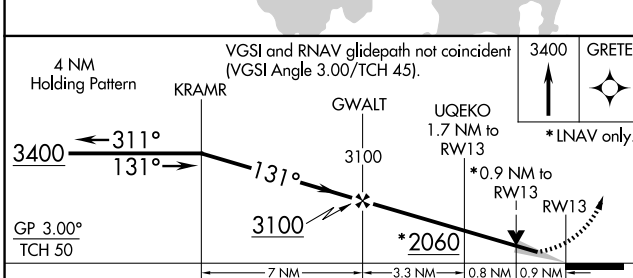 4 NM
Holding Pattern
VGSI and RNAV glidepath not coincident
(VGSI Angle 3.00/TCH 45).
3400
GRETE
*LNAV only.
KRAMR
GWALT
UQEKO
1.7 NM to
RW13
3100
*0.9 NM to
RW13
RW13
311°
3400
131°
131°
3100
*2060
GP 3.00°
TCH 50
7 NM
3.3 NM
0.8 NM
0.9 NM